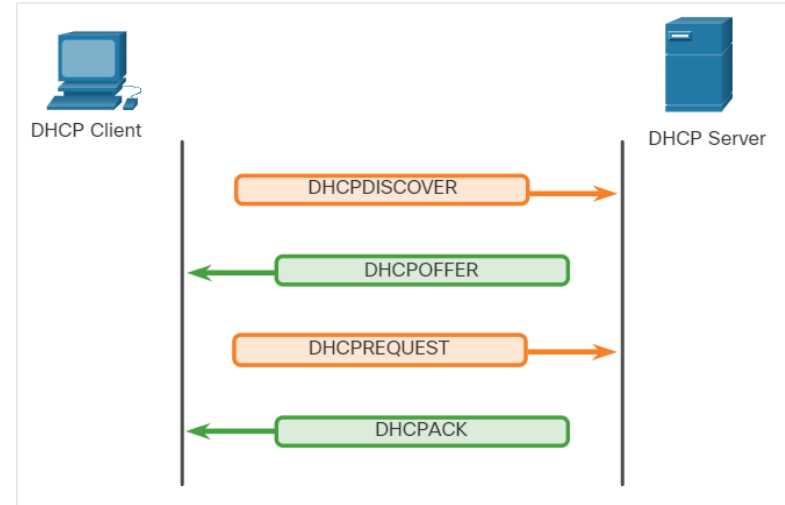 DHCP Client
DHCP Server
DHCPDISCOVER
DHCPOFFER
DHCPREQUEST
DHCPACK